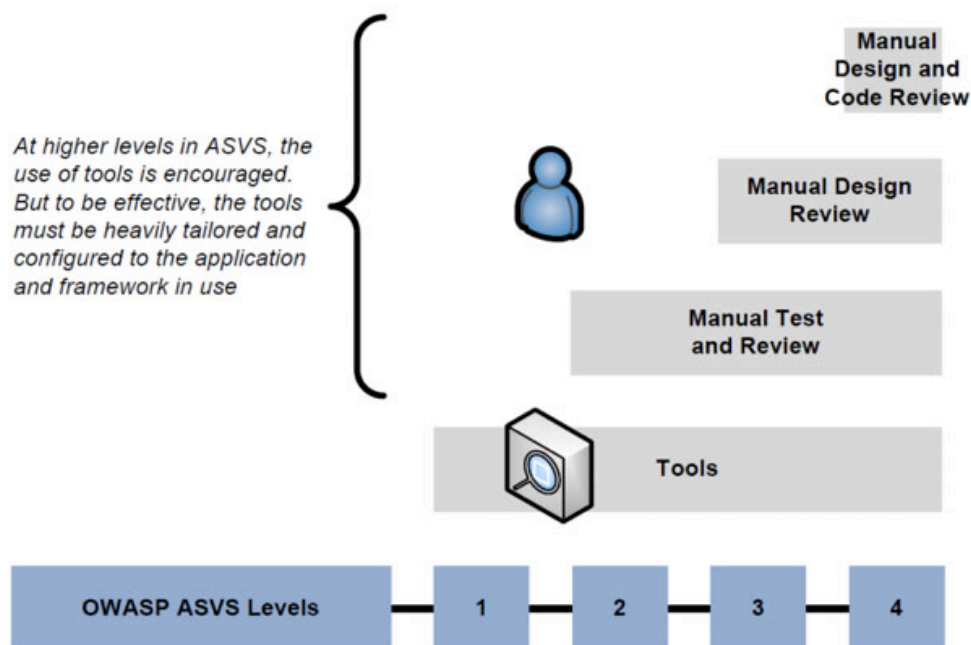 Manual
Design and
Code Review
At higher levels in ASVS, the
use of tools is encouraged.
But to be effective, the tools
must be heavily tailored and
configured to the application
and framework in use
Manual Design
Review
Manual Test
and Review
Tools
OWASP ASVS Levels
1
2
3
4